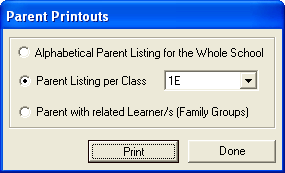 Parent Printouts
Alphabetical Parent Listing for the Whole School
Parent Listing per Class 1E
Parent with related Learner/s (Family Groups)
Print Done